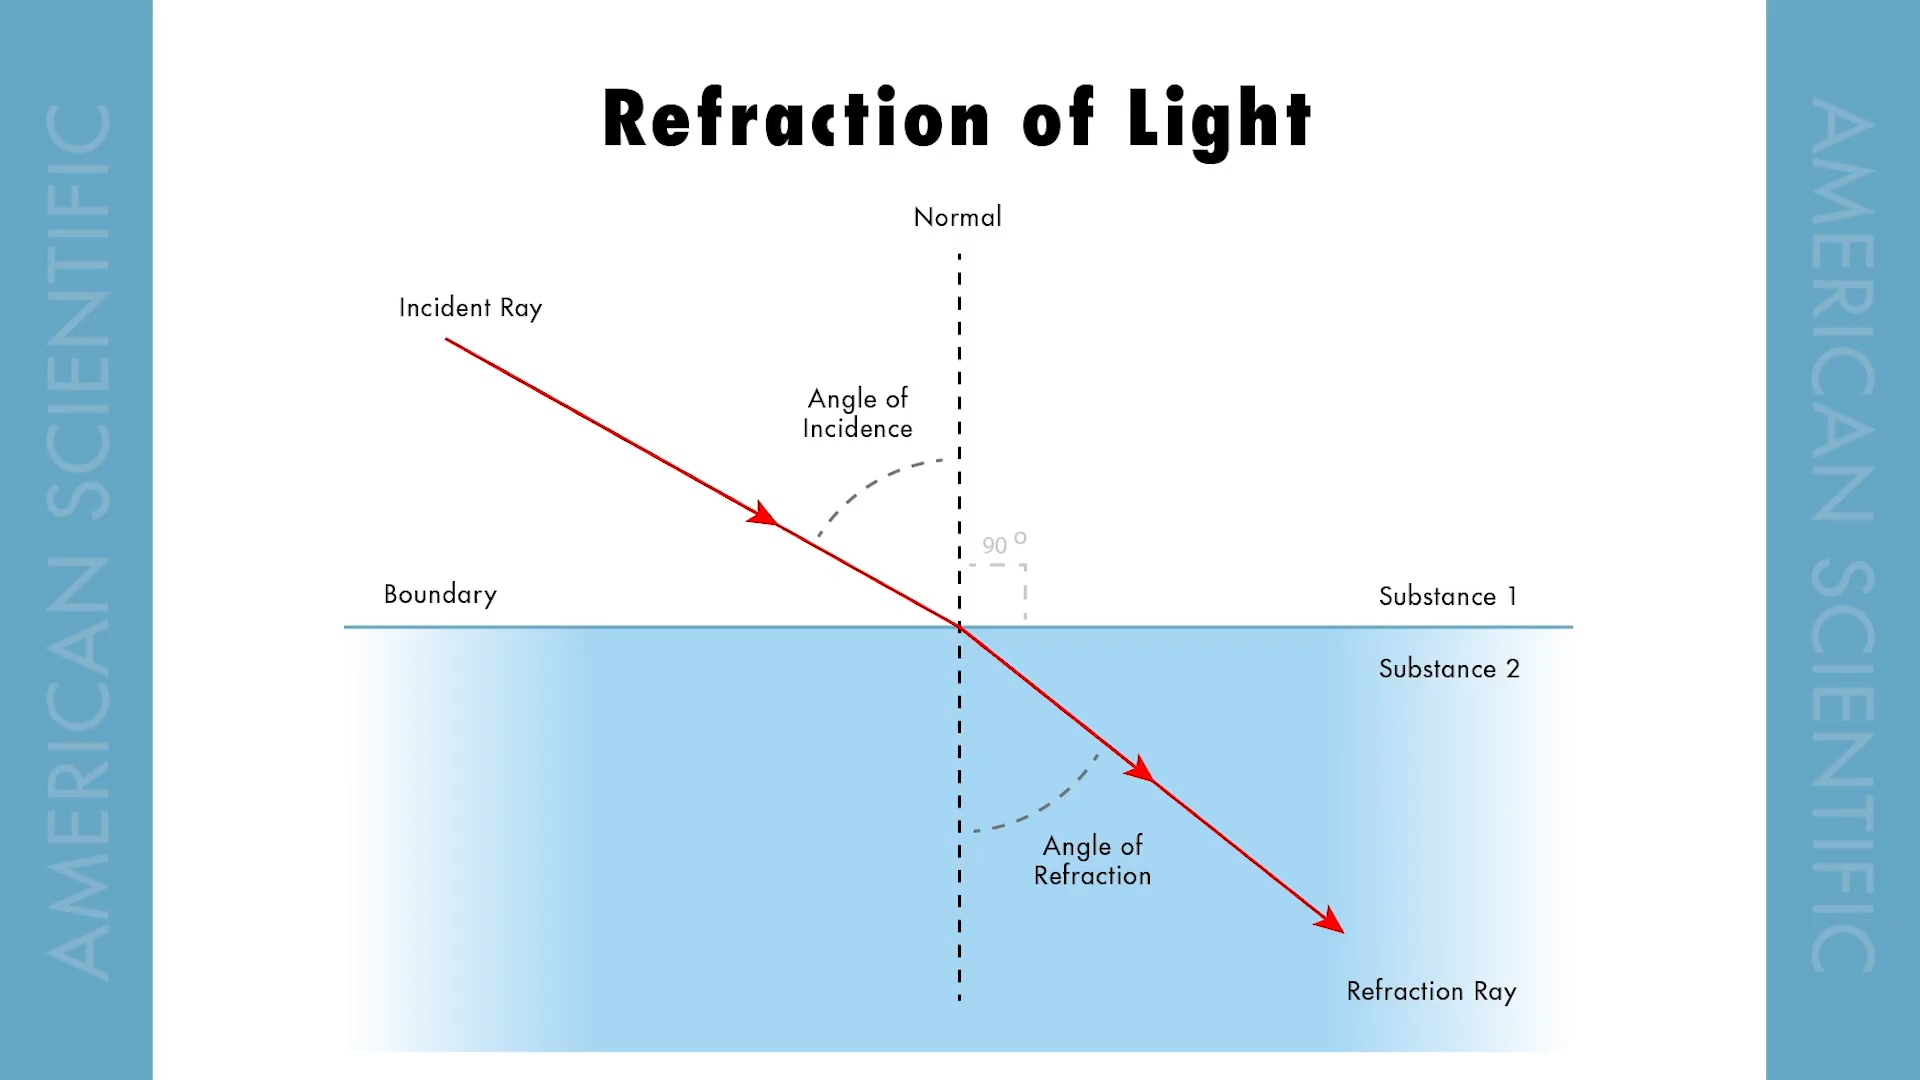 Refraction of Light
Normal
Incident Ray
Angle of
Incidence
90 o
Boundary
Substance 1
Substance 2
Angle of
Refraction
Refraction Ray
AMERICAN SCIENTIFIC
AMERICAN SCIENTIFIC